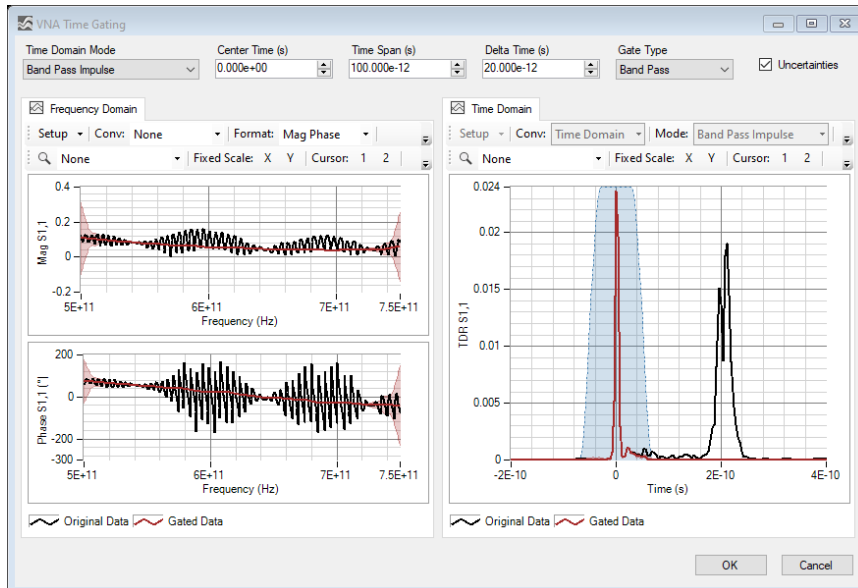 VNA Time Gating
Time Domain Mode
Center Time (s)
Time Span (s)
Delta Time (s)
Gate Type
Band Pass Impulse
0.000e+00
100.000e-12
20.000e-12
Band Pass
Uncertainties
Frequency Domain
Setup
Conv:
None
Format:
Mag Phase
None
Fixed Scale: X Y
Cursor: 1 2
0.4
0.2
0
-0.2
Mag S1,1
5E+11
6E+11
7E+11
7.5E+11
Frequency (Hz)
200
0
-200
-300
Phase S1,1 (°)
5E+11
6E+11
7E+11
7.5E+11
Frequency (Hz)
Original Data
Gated Data
Time Domain
Setup
Conv:
Time Domain
Mode:
Band Pass Impulse
None
Fixed Scale: X Y
Cursor: 1 2
0.024
0.02
0.015
0.01
0.005
0
TDR S1,1
-2E-10
0
2E-10
4E-10
Time (s)
Original Data
Gated Data
OK
Cancel